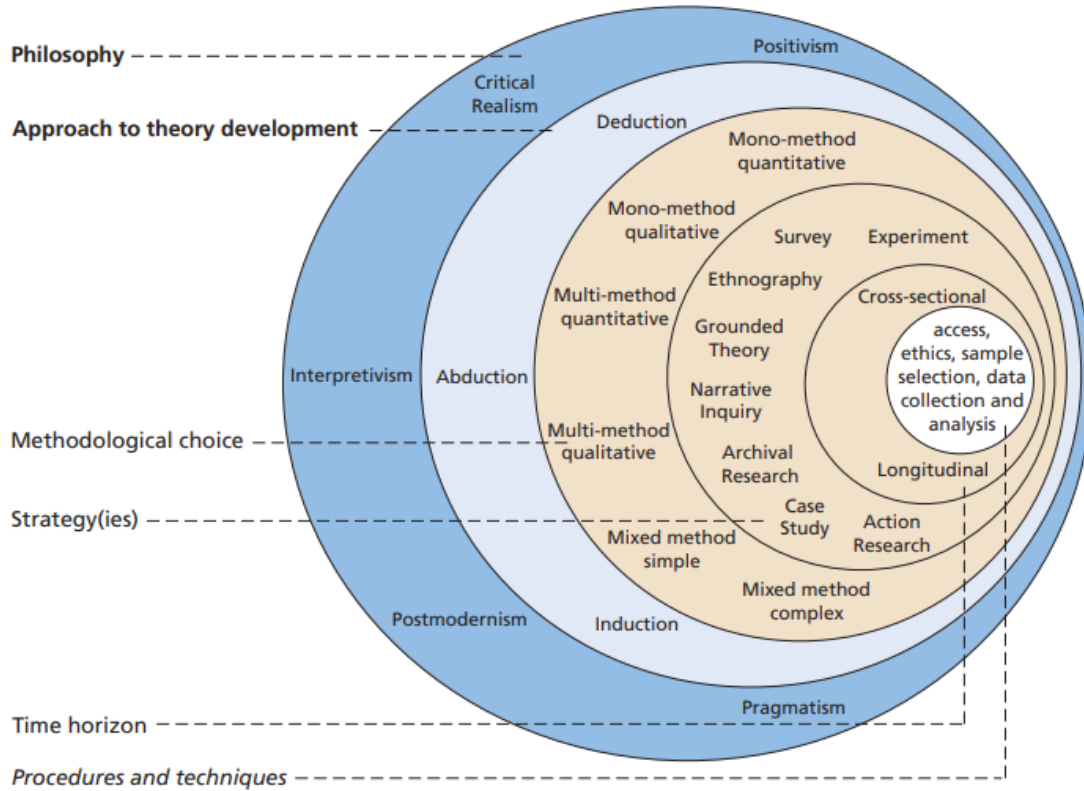 Philosophy
Positivism
Critical
Realism
Approach to theory development
Deduction
Mono-method
quantitative
Mono-method
qualitative
Survey
Experiment
Ethnography
Multi-method
quantitative
Cross-sectional
Grounded
Theory
access,
ethics, sample
selection, data
collection and
analysis
Interpretivism
Abduction
Narrative
Inquiry
Methodological choice
Multi-method
qualitative
Archival
Research
Longitudinal
Strategy(ies)
Case
Study
Action
Research
Mixed method
simple
Mixed method
complex
Postmodernism
Induction
Pragmatism
Time horizon
Procedures and techniques